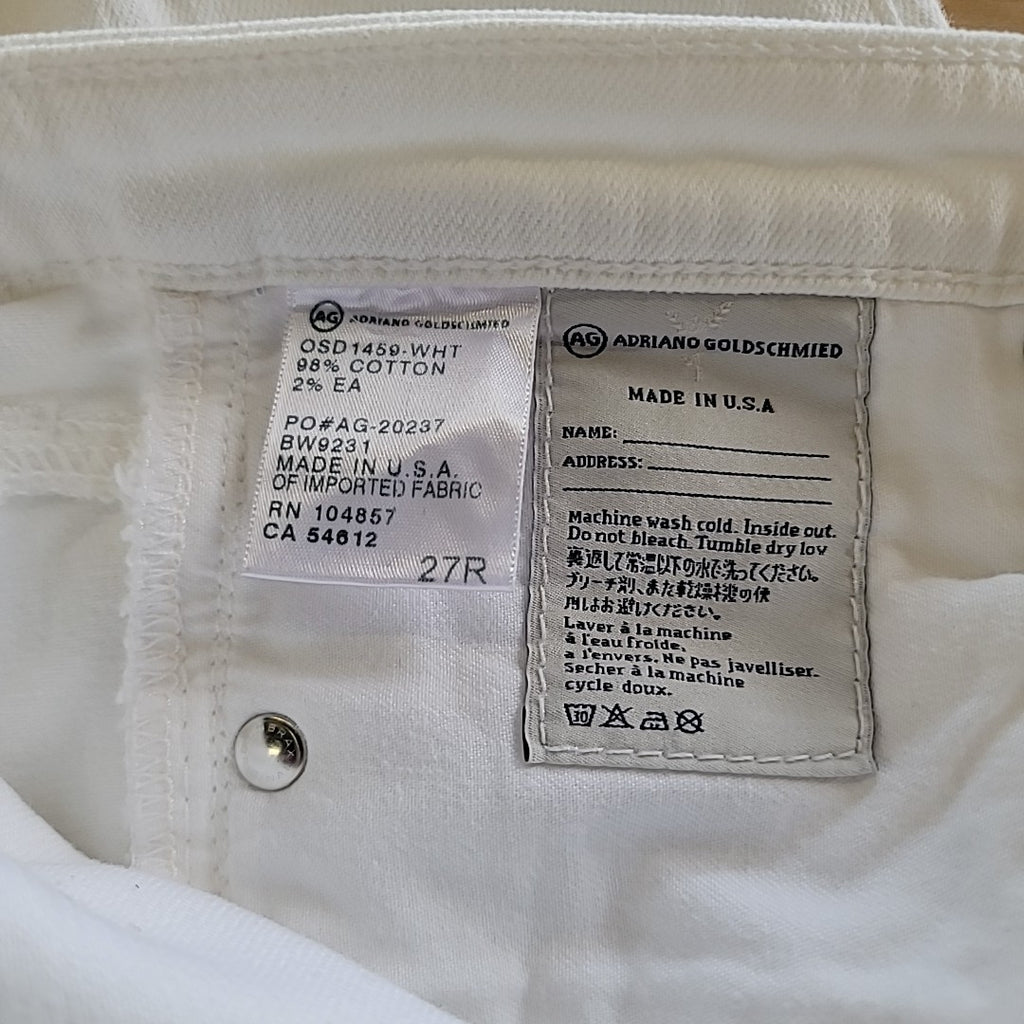 AG ADRIANO GOLDSCHMIED
OSD1459-WHT
98% COTTON
2% EA
PO#AG-20237
BW9231
MADE IN U.S.A.
OF IMPORTED FABRIC
RN 104857
CA 54612
27R
AG ADRIANO GOLDSCHMIED
MADE IN U.S.A
NAME:
ADDRESS:
Machine wash cold. Inside out.
Do not bleach. Tumble dry low
裏返して常温以下の水で洗ってください。
ブリーチ剤、また乾燥機の使
用はお避けください。
Laver à la machine
à l'eau froide,
a l'envers. Ne pas javelliser.
Secher à la machine
cycle doux.
30